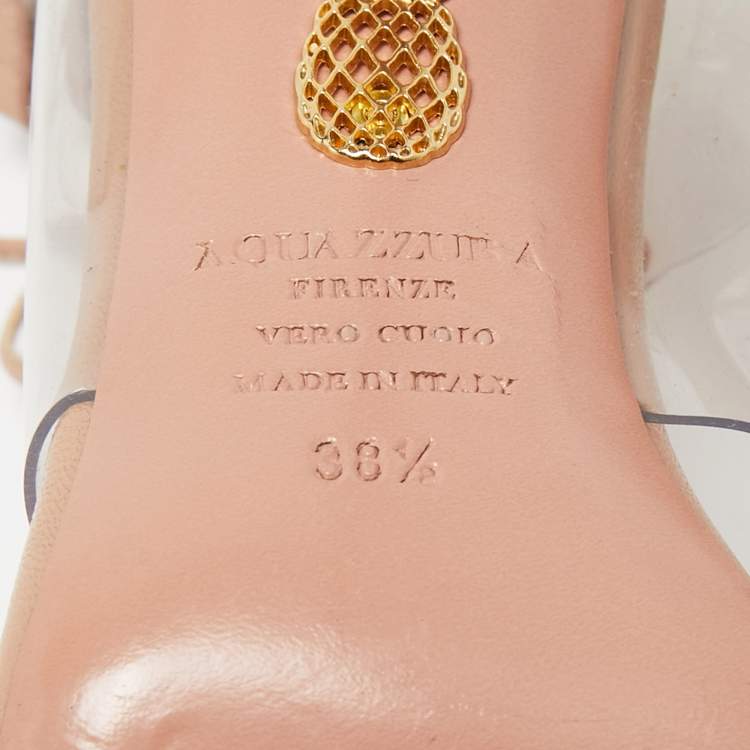 AQUAZZURA
FIRENZE
VERO CUOIO
MADE IN ITALY
38½